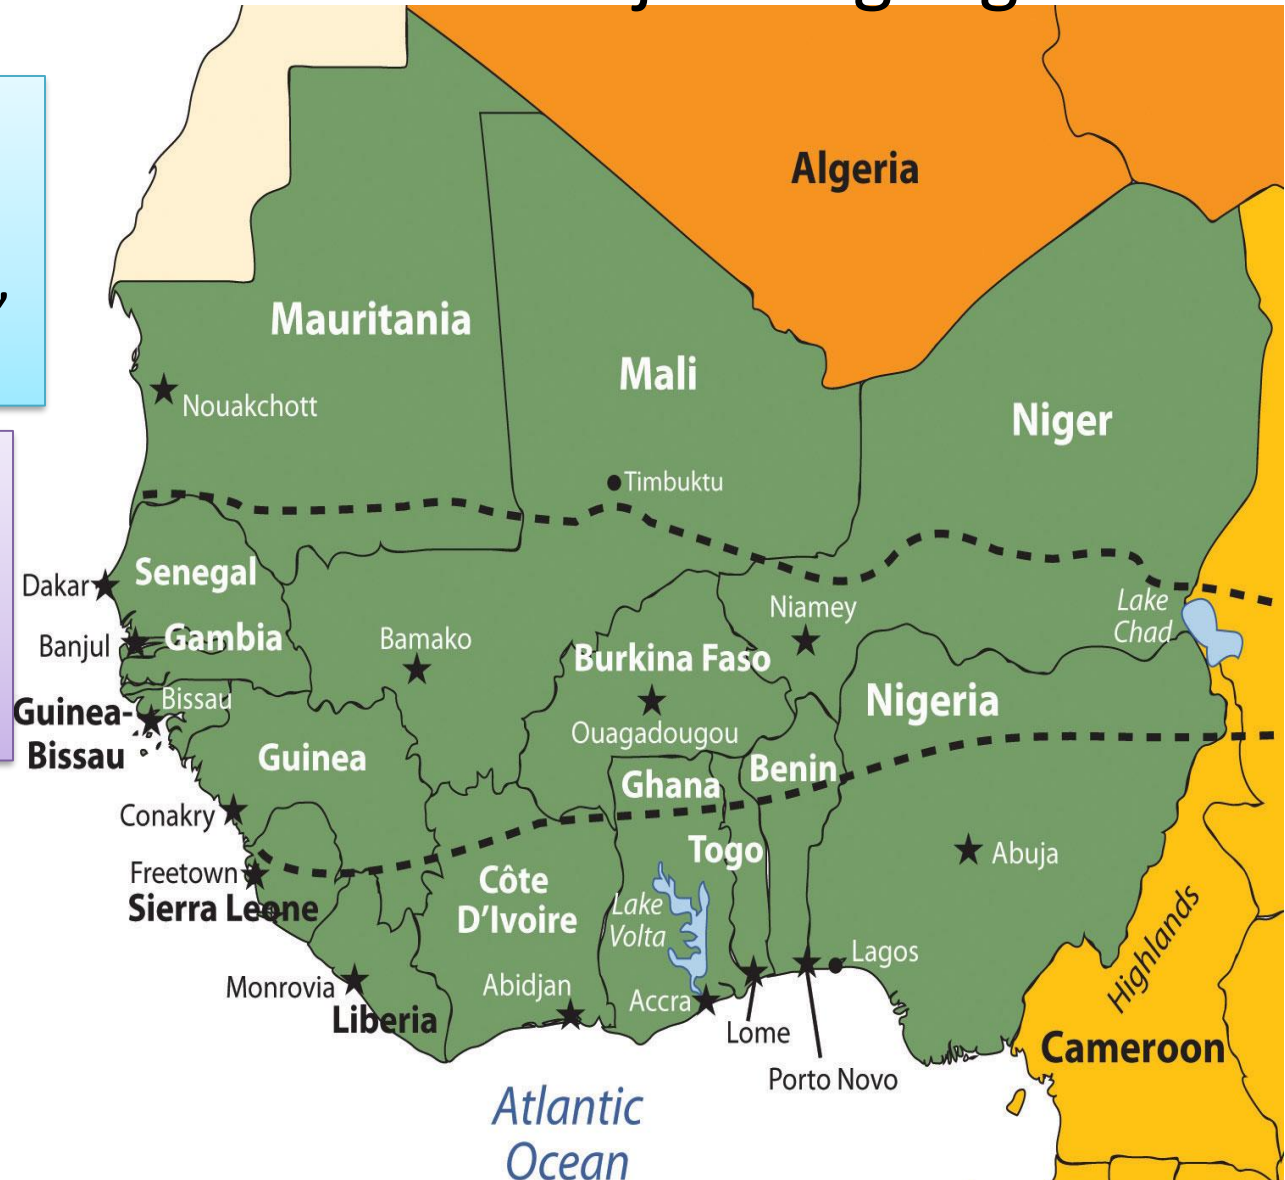 Algeria
Mauritania
Mali
Niger
Nouakchott
Timbuktu
Senegal
Dakar
Gambia
Banjul
Bamako
Niamey
Lake
Chad
Burkina Faso
Ouagadougou
Nigeria
Bissau
Guinea-
Bissau
Guinea
Ghana
Benin
Conakry
Togo
Abuja
Freetown
Sierra Leone
Côte
D'Ivoire
Lake
Volta
Highlands
Lagos
Monrovia
Liberia
Abidjan
Accra
Lome
Cameroon
Porto Novo
Atlantic
Ocean